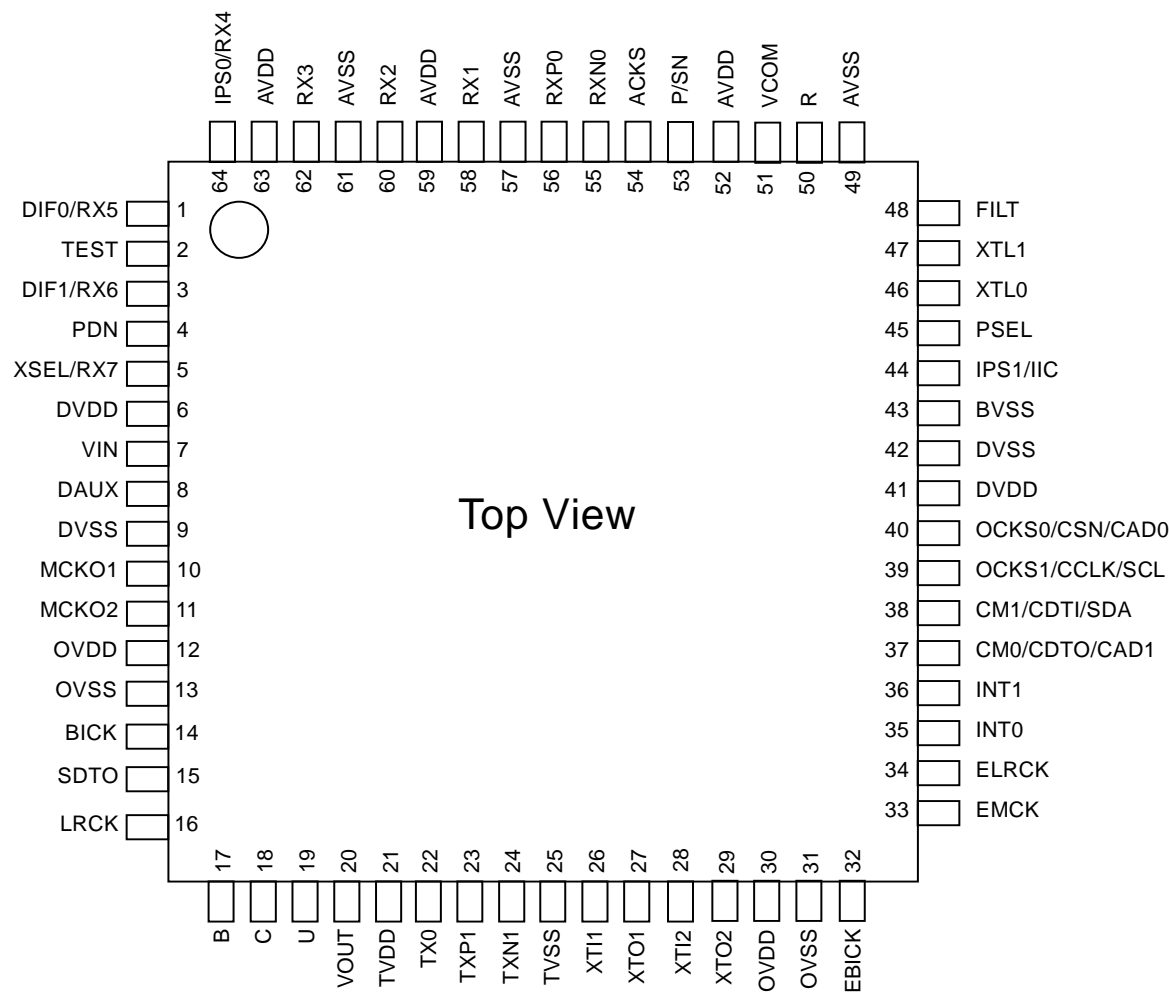 IPS0/RX4
AVDD
RX3
AVSS
RX2
AVDD
RX1
AVSS
RXP0
RXN0
ACKS
P/SN
AVDD
VCOM
R
AVSS
64
63
62
61
60
59
58
57
56
55
54
53
52
51
50
49
DIF0/RX5 1
TEST 2
DIF1/RX6 3
PDN 4
XSEL/RX7 5
DVDD 6
VIN 7
DAUX 8
DVSS 9
MCKO1 10
MCKO2 11
OVDD 12
OVSS 13
BICK 14
SDTO 15
LRCK 16
Top View
48 FILT
47 XTL1
46 XTL0
45 PSEL
44 IPS1/IIC
43 BVSS
42 DVSS
41 DVDD
40 OCKS0/CSN/CAD0
39 OCKS1/CCLK/SCL
38 CM1/CDTI/SDA
37 CM0/CDTO/CAD1
36 INT1
35 INT0
34 ELRCK
33 EMCK
17
18
19
20
21
22
23
24
25
26
27
28
29
30
31
32
B
C
U
VOUT
TVDD
TX0
TXP1
TXN1
TVSS
XTI1
XTO1
XTI2
XTO2
OVDD
OVSS
EBICK